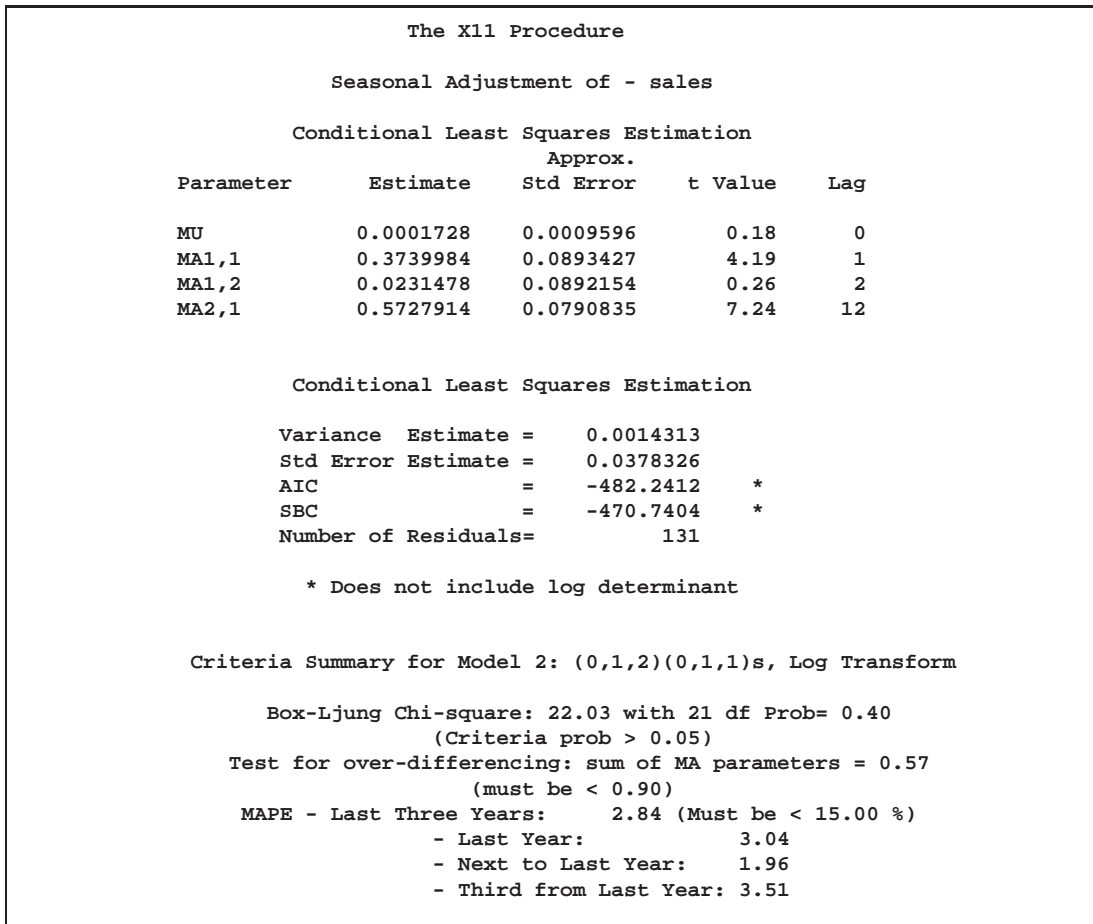 The X11 Procedure
Seasonal Adjustment of - sales
Conditional Least Squares Estimation
Approx.
Parameter Estimate Std Error t Value Lag
MU 0.0001728 0.0009596 0.18 0
MA1,1 0.3739984 0.0893427 4.19 1
MA1,2 0.0231478 0.0892154 0.26 2
MA2,1 0.5727914 0.0790835 7.24 12
Conditional Least Squares Estimation
Variance Estimate = 0.0014313
Std Error Estimate = 0.0378326
AIC = -482.2412 *
SBC = -470.7404 *
Number of Residuals= 131
* Does not include log determinant
Criteria Summary for Model 2: (0,1,2)(0,1,1)s, Log Transform
Box-Ljung Chi-square: 22.03 with 21 df Prob= 0.40
(Criteria prob > 0.05)
Test for over-differencing: sum of MA parameters = 0.57
(must be < 0.90)
MAPE - Last Three Years: 2.84 (Must be < 15.00 %)
- Last Year: 3.04
- Next to Last Year: 1.96
- Third from Last Year: 3.51